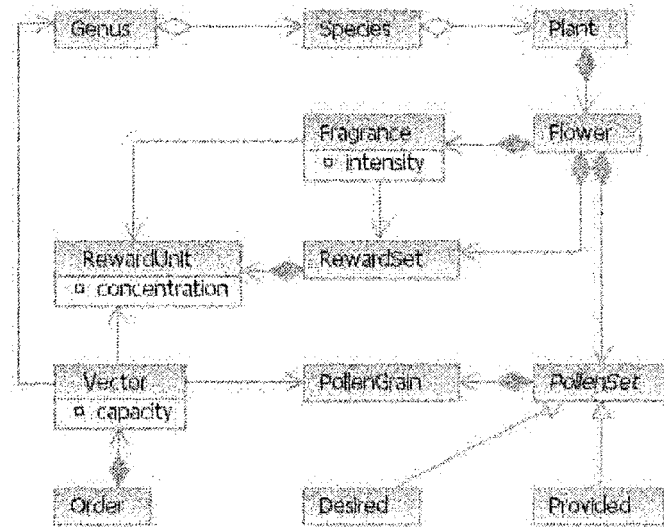 Genus Species Plant
Fragrance Flower
intensity
RewardUnit RewardSet
concentration
Vector PollenGrain PollenSet
capacity
Order Desired Provided